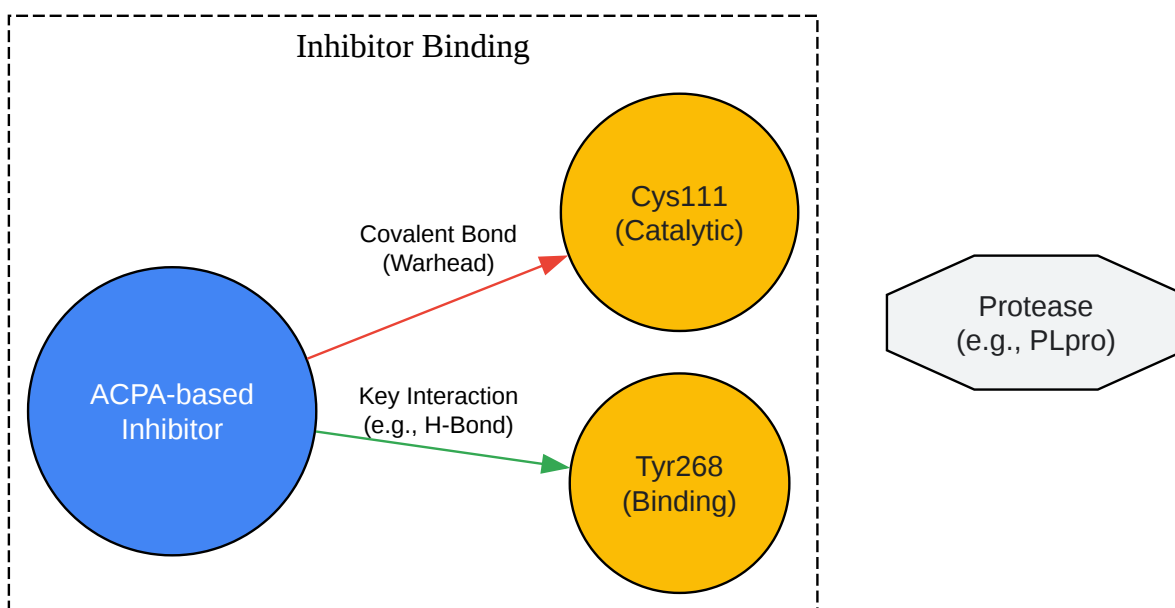 Inhibitor Binding
Cys111
(Catalytic)
Covalent Bond
(Warhead)
Protease
(e.g., PLpro)
ACPA-based
Inhibitor
Key Interaction
(e.g., H-Bond)
Tyr268
(Binding)